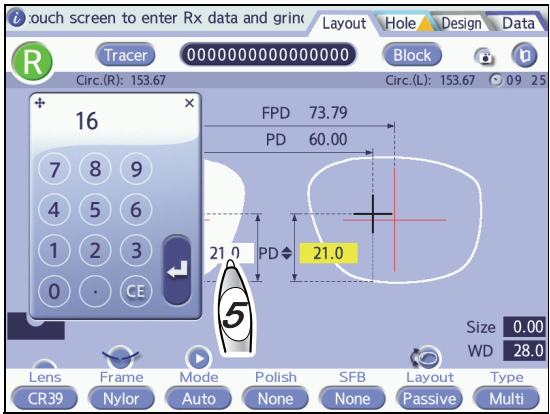 touch screen to enter Rx data and grind
Layout Hole Design Data
R Tracer 0000000000000000 Block
Circ.(R): 153.67 Circ.(L): 153.67 09 25
16
FPD 73.79
PD 60.00
7 8 9
4 5 6
1 2 3
0 . CE
21.0 PD 21.0
5
Size 0.00
WD 28.0
Lens Frame Mode Polish SFB Layout Type
CR39 Nylor Auto None None Passive Multi